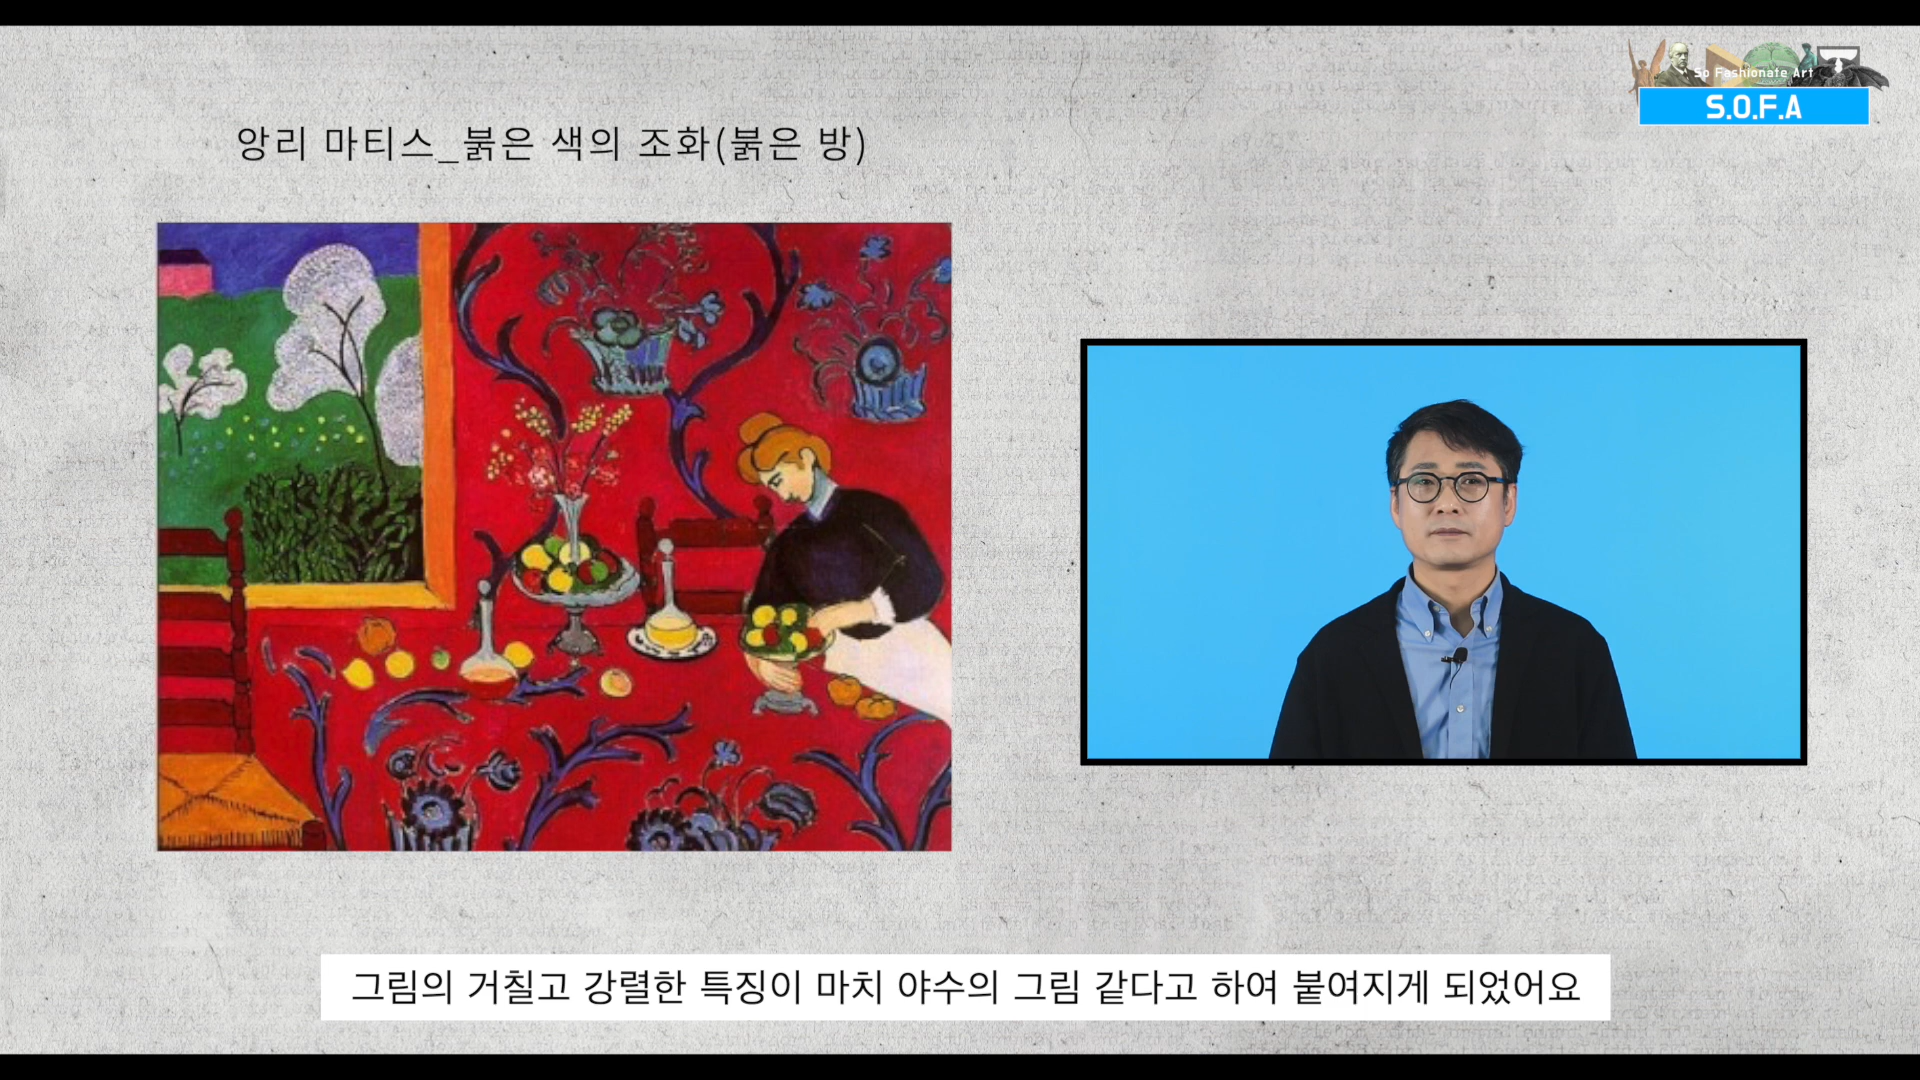 So Fashionate Art
S.O.F.A
앙리 마티스_붉은 색의 조화(붉은 방)
그림의 거칠고 강렬한 특징이 마치 야수의 그림 같다고 하여 붙여지게 되었어요